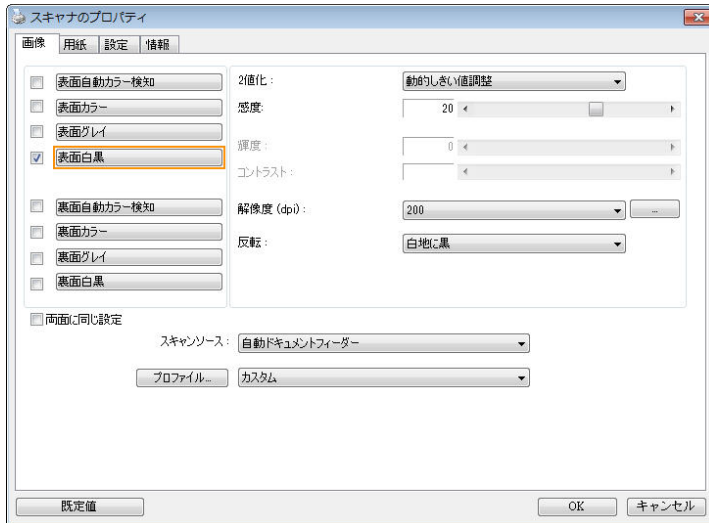 スキャナのプロパティ
画像 用紙 設定 情報
表面自動カラー検知
表面カラー
表面グレイ
表面白黒
裏面自動カラー検知
裏面カラー
裏面グレイ
裏面白黒
2値化: 動的しきい値調整
感度: 20
輝度: 0
コントラスト:
解像度 (dpi): 200 ...
反転: 白地に黒
両面に同じ設定
スキャンソース: 自動ドキュメントフィーダー
プロファイル... カスタム
既定値 OK キャンセル